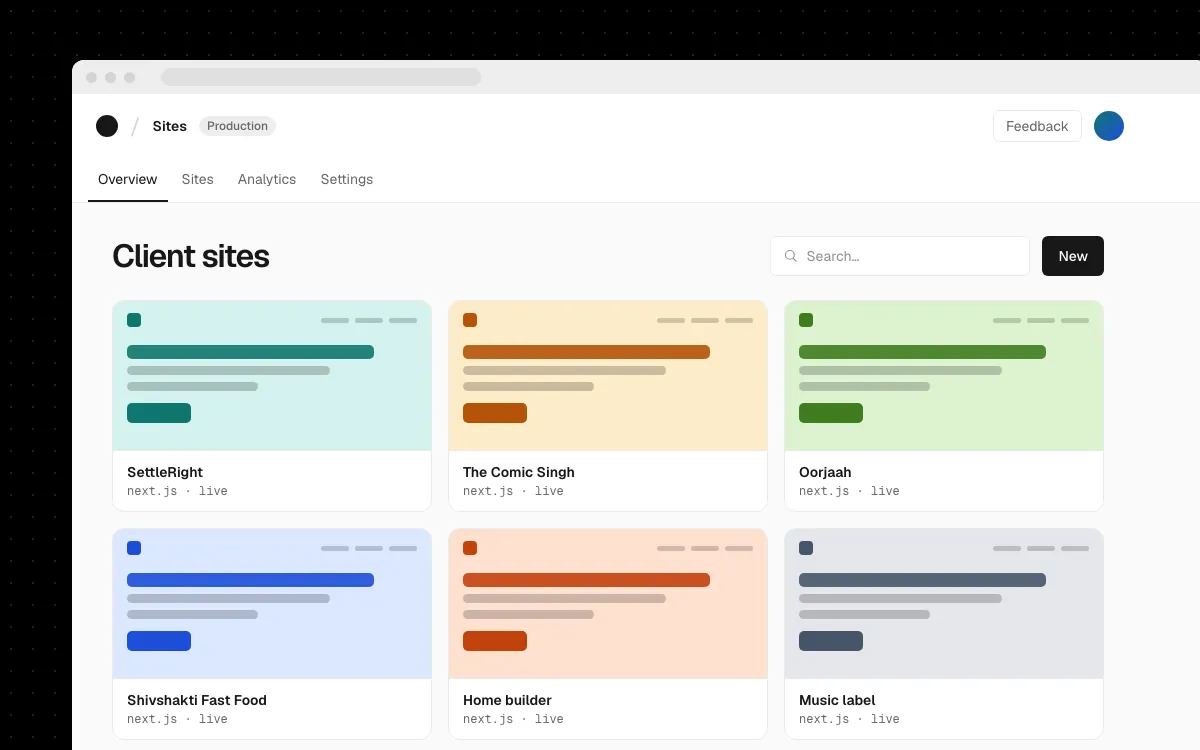 / Sites Production Feedback
Overview Sites Analytics Settings
Client sites Search… New
SettleRight
next.js · live
The Comic Singh
next.js · live
Oorjaah
next.js · live
Shivshakti Fast Food
next.js · live
Home builder
next.js · live
Music label
next.js · live